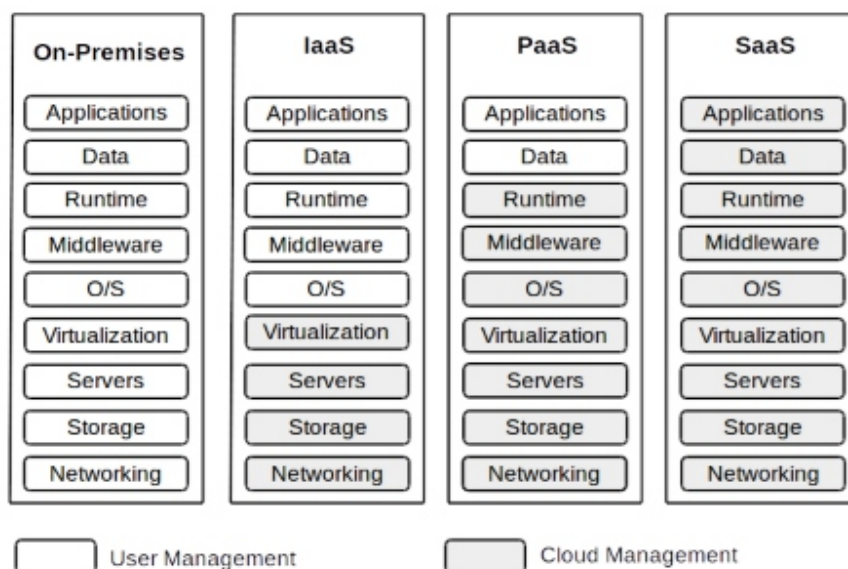 On-Premises
Applications
Data
Runtime
Middleware
O/S
Virtualization
Servers
Storage
Networking
IaaS
Applications
Data
Runtime
Middleware
O/S
Virtualization
Servers
Storage
Networking
PaaS
Applications
Data
Runtime
Middleware
O/S
Virtualization
Servers
Storage
Networking
SaaS
Applications
Data
Runtime
Middleware
O/S
Virtualization
Servers
Storage
Networking
User Management
Cloud Management